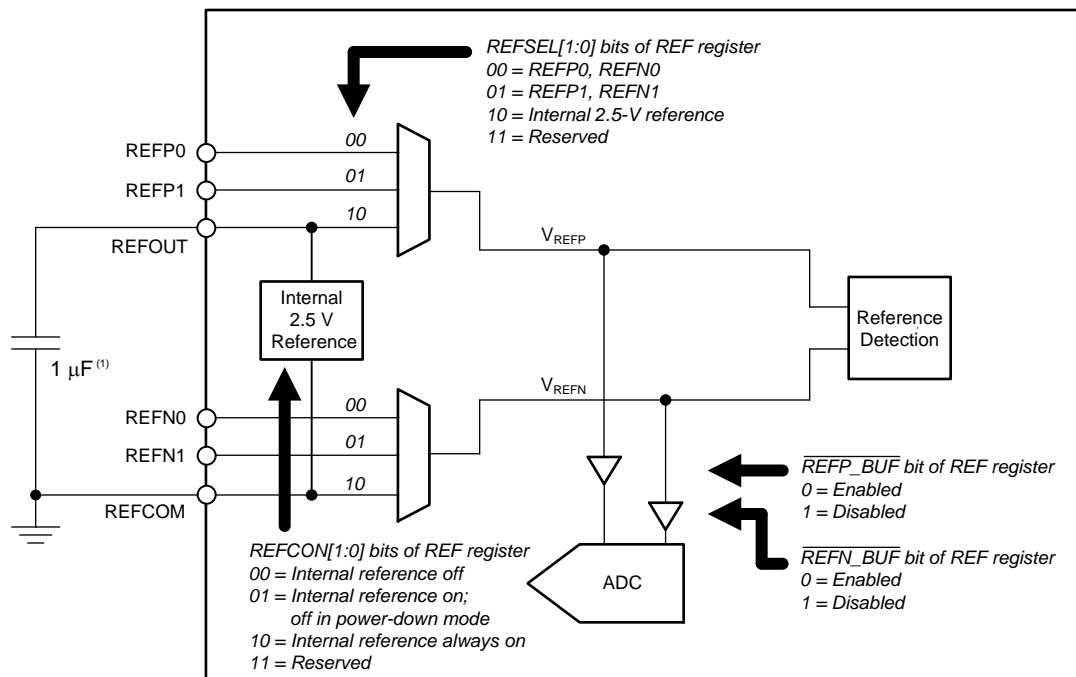 REFSEL[1:0] bits of REF register
00 = REFP0, REFN0
01 = REFP1, REFN1
10 = Internal 2.5-V reference
11 = Reserved
REFP0
00
REFP1
01
REFOUT
10
VREFP
Internal
2.5 V
Reference
Reference
Detection
1 μF (1)
VREFN
REFN0
00
REFN1
01
REFCOM
10
REFP_BUF bit of REF register
0 = Enabled
1 = Disabled
REFN_BUF bit of REF register
0 = Enabled
1 = Disabled
ADC
REFCON[1:0] bits of REF register
00 = Internal reference off
01 = Internal reference on;
off in power-down mode
10 = Internal reference always on
11 = Reserved